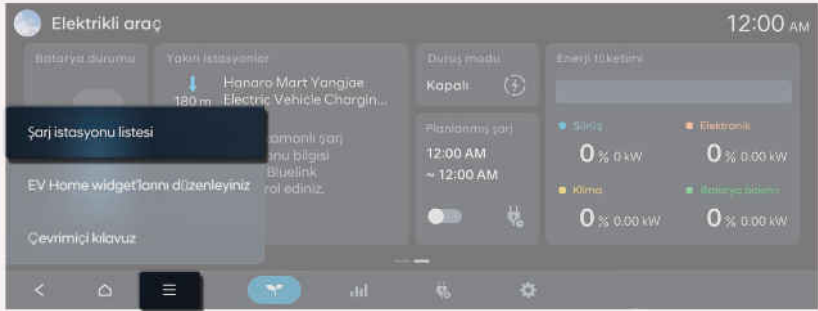 Elektrikli araç
12:00 AM
Batarya durumu
Yakın istasyonlar
180 m
Hanaro Mart Yangjae
Electric Vehicle Chargin...
bilgisi
Bluelink
ediniz.
Duruş modu
Kapalı
Planlanmış şarj
12:00 AM
~ 12:00 AM
Enerji tüketimi
Sürüş
0 % 0 kW
Elektronik
0 % 0.00 kW
Klima
0 % 0.00 kW
Batarya bakımı
0 % 0.00 kW
Şarj istasyonu listesi
EV Home widget'larını düzenleyiniz
Çevrimiçi kılavuz